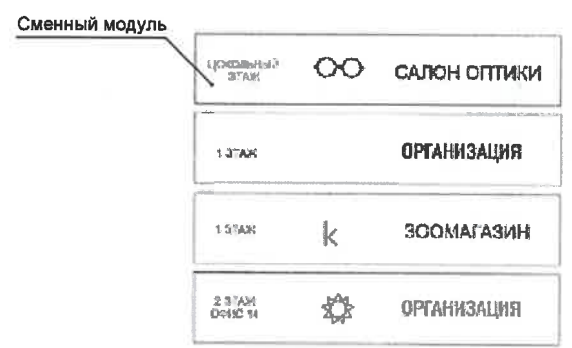 Сменный модуль
ЦОКОЛЬНЫЙ
ЭТАЖ
САЛОН ОПТИКИ
1 ЭТАЖ
ОРГАНИЗАЦИЯ
1 ЭТАЖ
k
ЗООМАГАЗИН
2 ЭТАЖ
ОФИС 14
ОРГАНИЗАЦИЯ